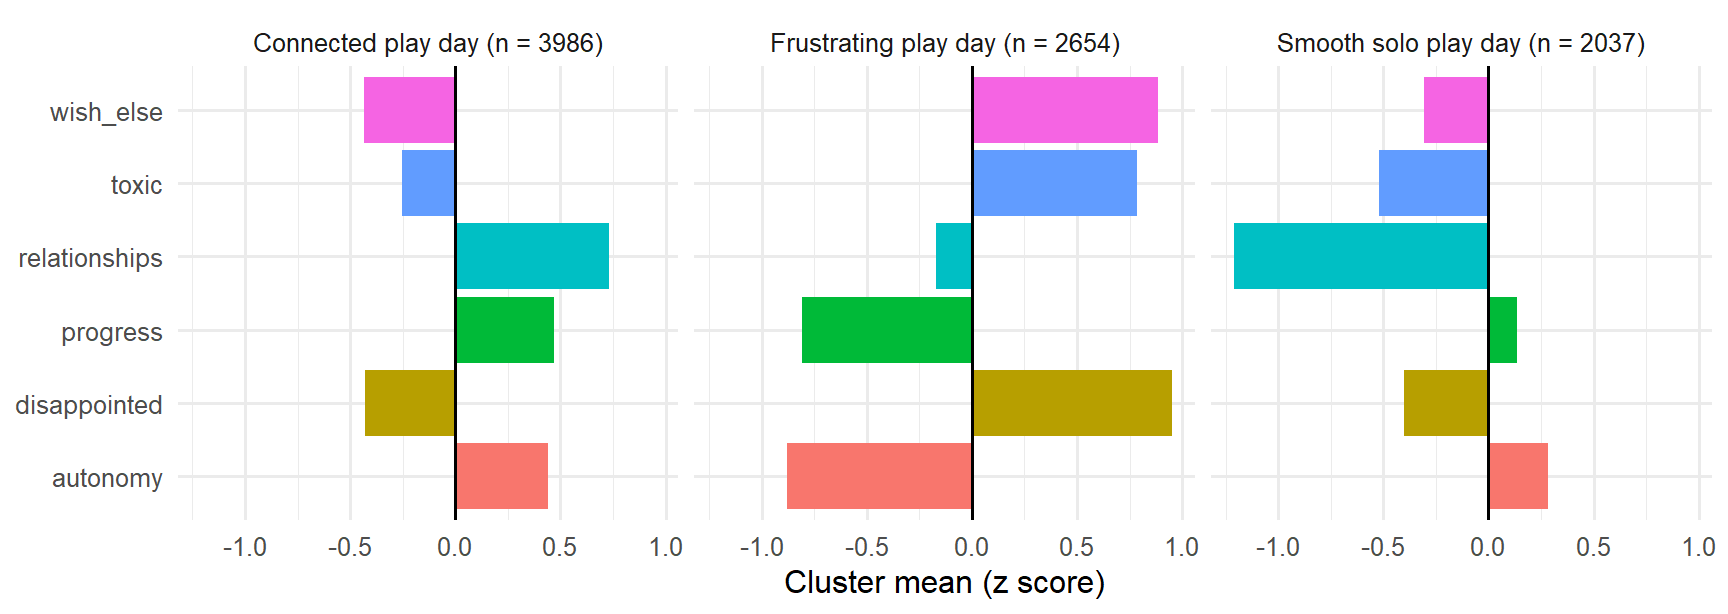 Connected play day (n = 3986)
Frustrating play day (n = 2654)
Smooth solo play day (n = 2037)
wish_else
toxic
relationships
progress
disappointed
autonomy
-1.0 -0.5 0.0 0.5 1.0
-1.0 -0.5 0.0 0.5 1.0
-1.0 -0.5 0.0 0.5 1.0
Cluster mean (z score)